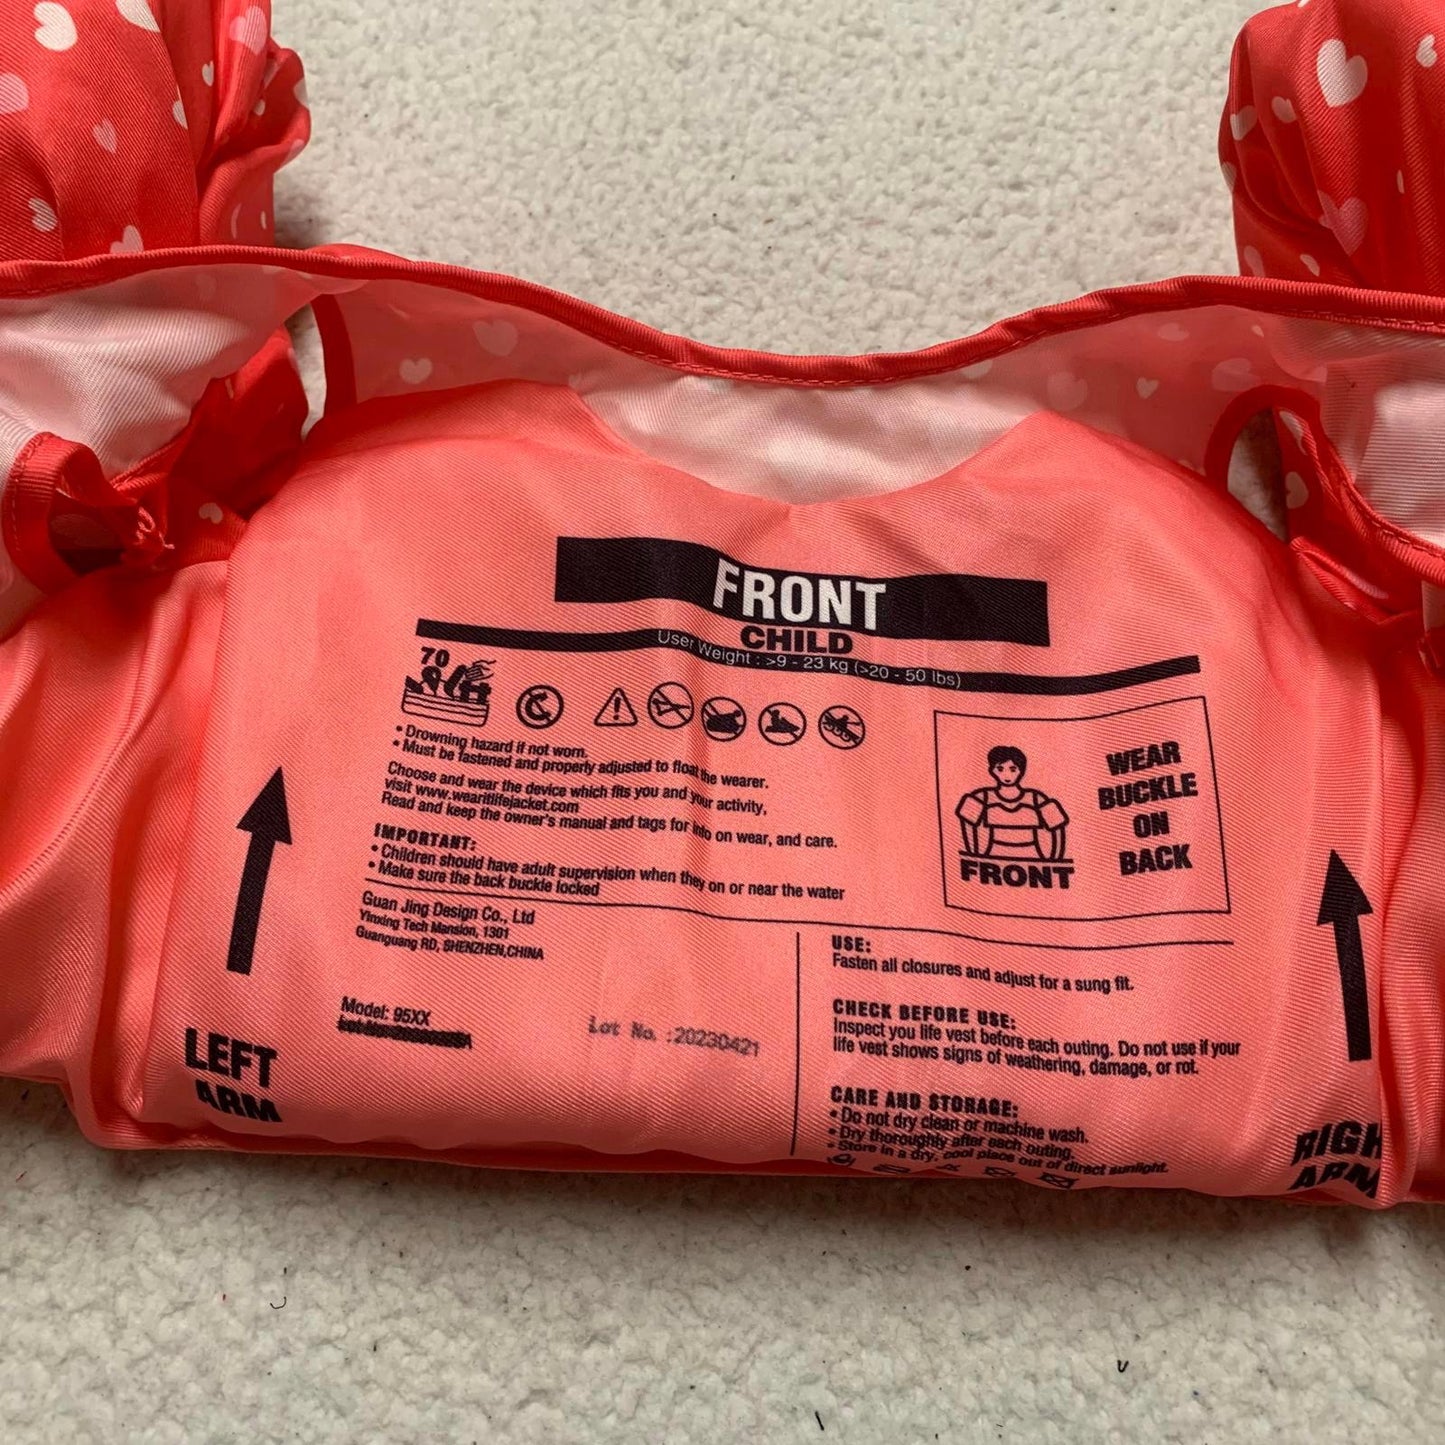 FRONT
CHILD
User Weight : >9 - 23 kg (>20 - 50 lbs)
70
• Drowning hazard if not worn.
• Must be fastened and properly adjusted to float the wearer.
Choose and wear the device which fits you and your activity,
visit www.wearitlifejacket.com
Read and keep the owner's manual and tags for info on wear, and care.
IMPORTANT:
• Children should have adult supervision when they on or near the water
• Make sure the back buckle locked
FRONT
WEAR
BUCKLE
ON
BACK
Guan Jing Design Co., Ltd
Yinxing Tech Mansion, 1301
Guanguang RD, SHENZHEN,CHINA
Model: 95XX
Lot No. :20230421
USE:
Fasten all closures and adjust for a sung fit.
CHECK BEFORE USE:
Inspect you life vest before each outing. Do not use if your
life vest shows signs of weathering, damage, or rot.
CARE AND STORAGE:
• Do not dry clean or machine wash.
• Dry thoroughly after each outing.
• Store in a dry, cool place out of direct sunlight.
LEFT
ARM
RIGH
ARM